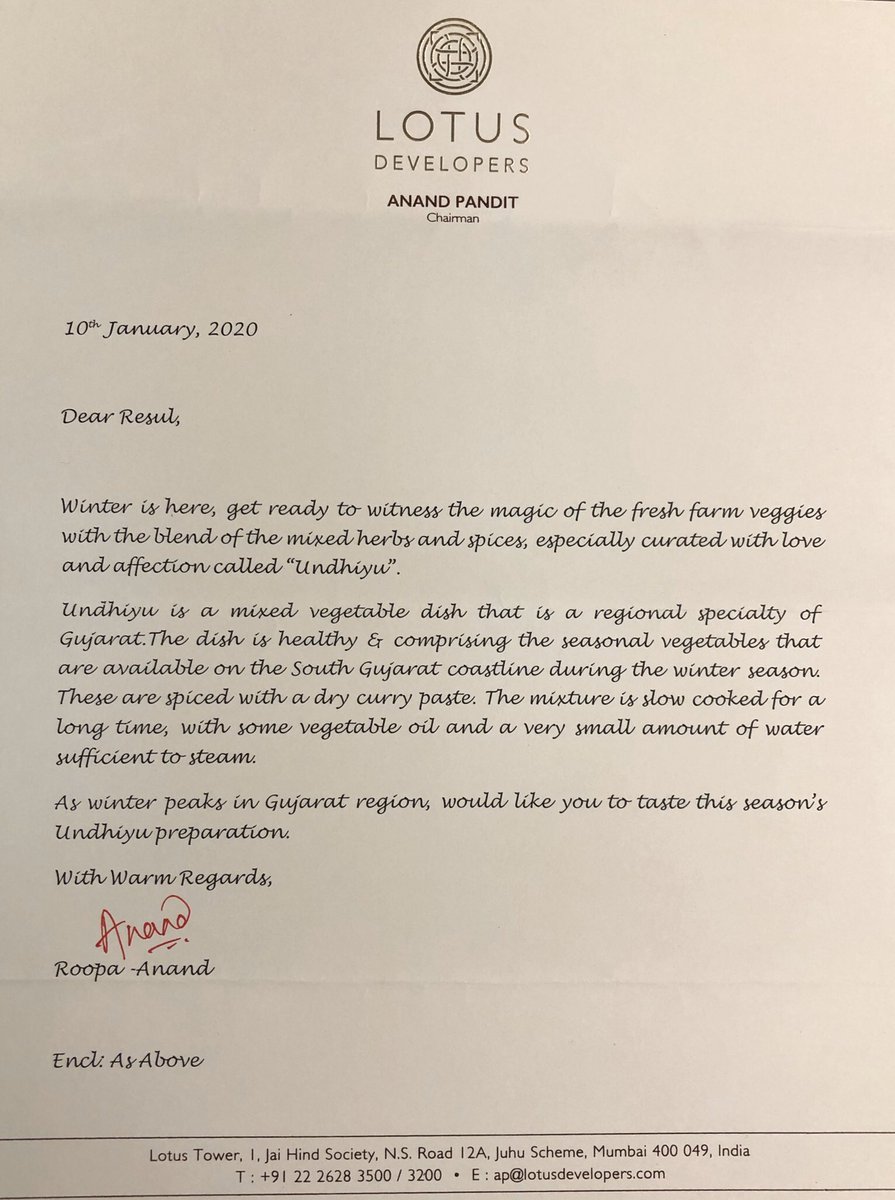 LOTUS
DEVELOPERS
ANAND PANDIT
Chairman
10th January, 2020
Dear Resul,
Winter is here, get ready to witness the magic of the fresh farm veggies
with the blend of the mixed herbs and spices, especially curated with love
and affection called “Undhiyu”.
Undhiyu is a mixed vegetable dish that is a regional specialty of
Gujarat.The dish is healthy & comprising the seasonal vegetables that
are available on the South Gujarat coastline during the winter season.
These are spiced with a dry curry paste. The mixture is slow cooked for a
long time, with some vegetable oil and a very small amount of water
sufficient to steam.
As winter peaks in Gujarat region, would like you to taste this season’s
Undhiyu preparation.
With Warm Regards,
Anand
Roopa -Anand
Encl: As Above
Lotus Tower, 1, Jai Hind Society, N.S. Road 12A, Juhu Scheme, Mumbai 400 049, India
T : +91 22 2628 3500 / 3200 • E : ap@lotusdevelopers.com